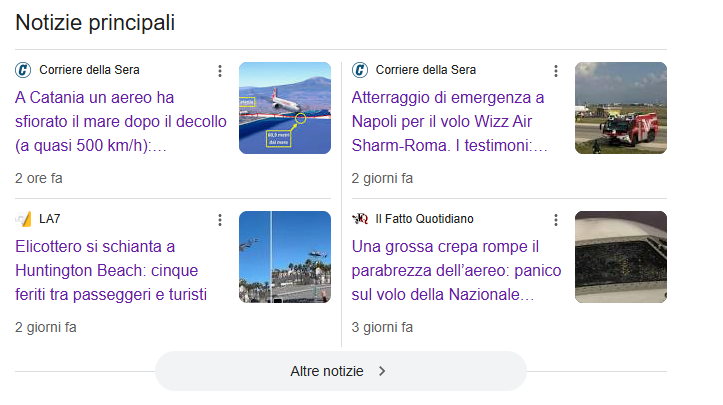 Notizie principali
Corriere della Sera
A Catania un aereo ha
sfiorato il mare dopo il decollo
(a quasi 500 km/h):...
2 ore fa
Corriere della Sera
Atterraggio di emergenza a
Napoli per il volo Wizz Air
Sharm-Roma. I testimoni:...
2 giorni fa
LA7
Elicottero si schianta a
Huntington Beach: cinque
feriti tra passeggeri e turisti
2 giorni fa
Il Fatto Quotidiano
Una grossa crepa rompe il
parabrezza dell'aereo: panico
sul volo della Nazionale...
3 giorni fa
Altre notizie